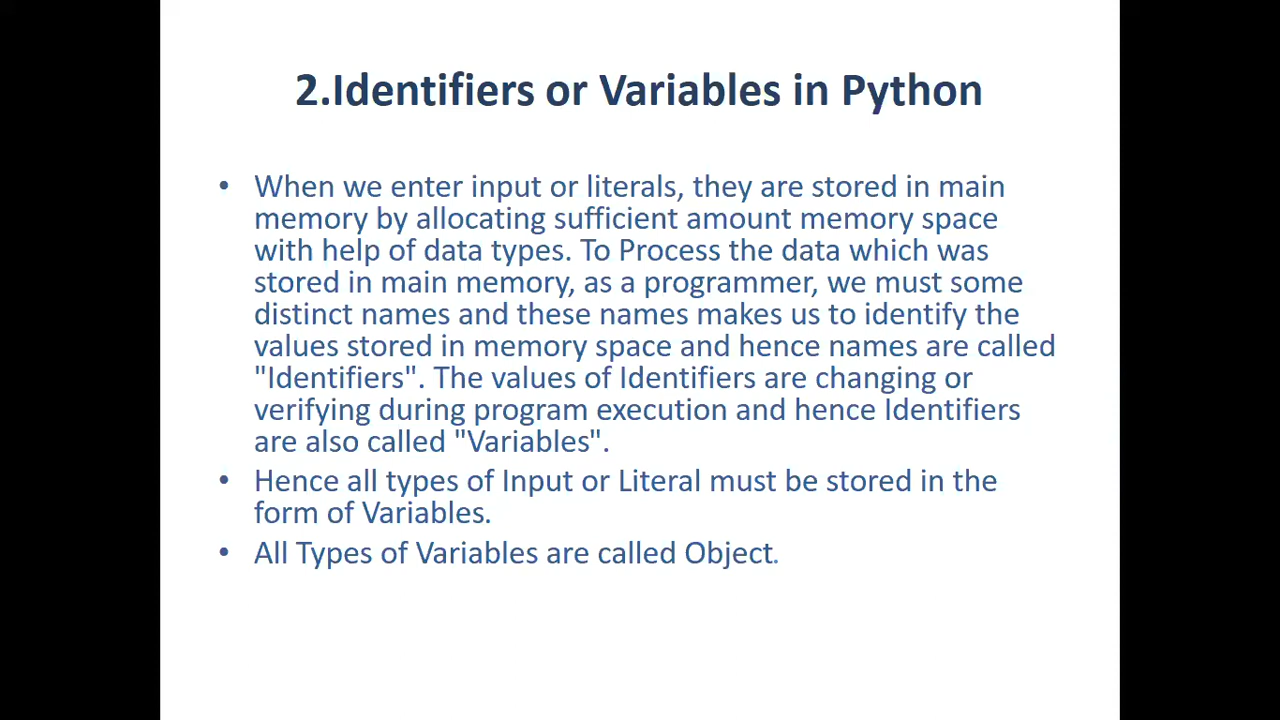 2.Identifiers or Variables in Python
• When we enter input or literals, they are stored in main
memory by allocating sufficient amount memory space
with help of data types. To Process the data which was
stored in main memory, as a programmer, we must some
distinct names and these names makes us to identify the
values stored in memory space and hence names are called
"Identifiers". The values of Identifiers are changing or
verifying during program execution and hence Identifiers
are also called "Variables".
• Hence all types of Input or Literal must be stored in the
form of Variables.
• All Types of Variables are called Object.